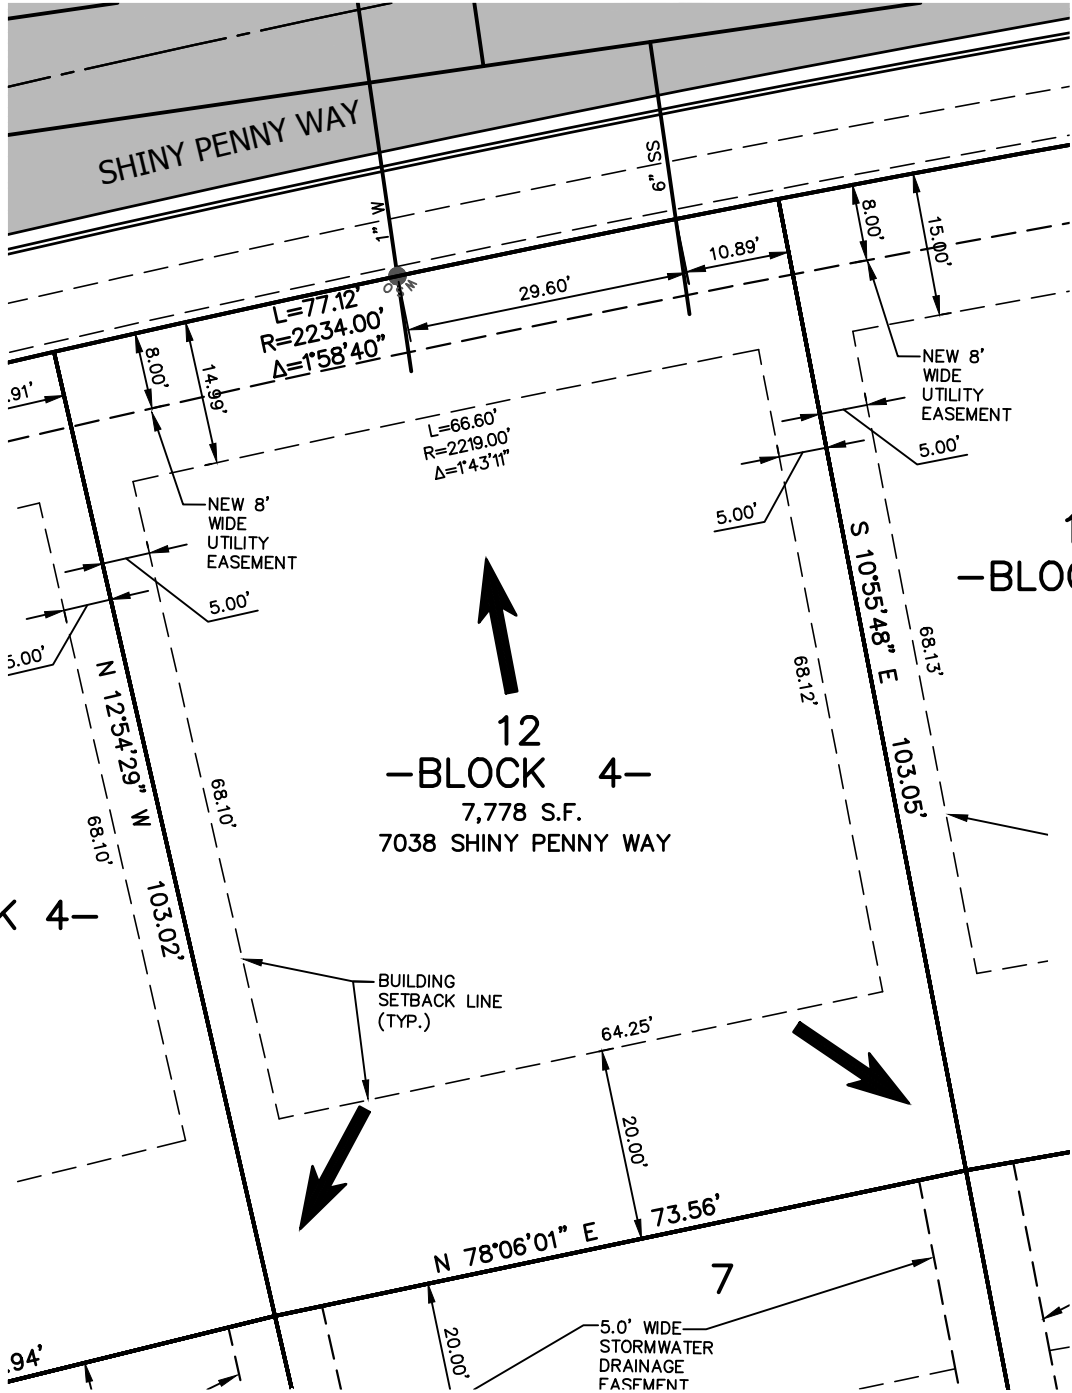 SHINY PENNY WAY
1" W
6" SS
8.00'
15.00'
10.89'
29.60'
L=77.12'
R=2234.00'
Δ=1°58'40"
.91'
8.00'
14.99'
NEW 8'
WIDE
UTILITY
EASEMENT
L=66.60'
R=2219.00'
Δ=1°43'11"
5.00'
5.00'
NEW 8'
WIDE
UTILITY
EASEMENT
5.00'
5.00'
S 10°55'48" E 103.05'
68.13'
68.12'
-BLOC
N 12°54'29" W 103.02'
68.10'
68.10'
12
-BLOCK 4-
7,778 S.F.
7038 SHINY PENNY WAY
K 4-
BUILDING
SETBACK LINE
(TYP.)
64.25'
20.00'
N 78°06'01" E 73.56'
7
20.00'
5.0' WIDE
STORMWATER
DRAINAGE
EASEMENT
.94'